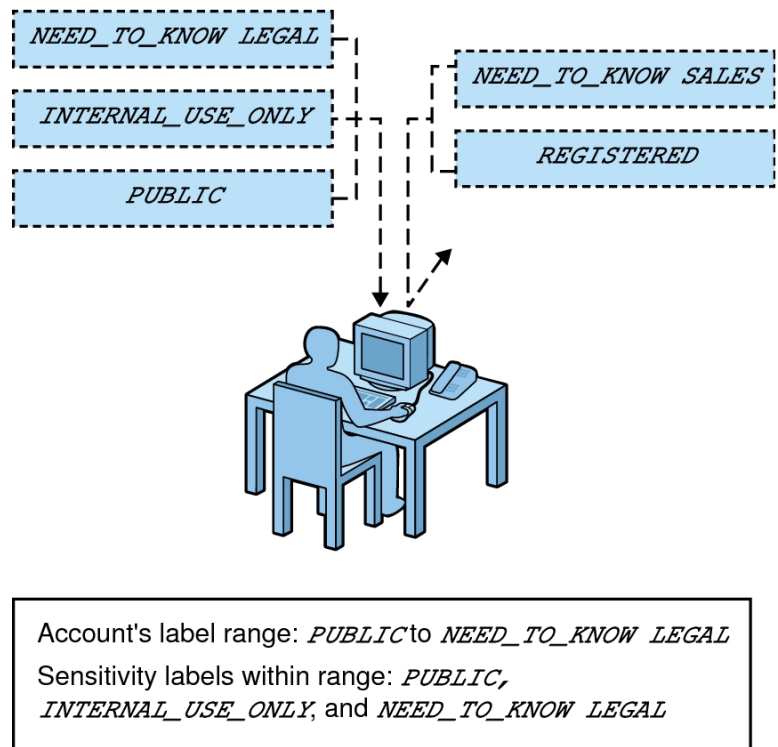 NEED_TO_KNOW LEGAL
INTERNAL_USE_ONLY
PUBLIC
NEED_TO_KNOW SALES
REGISTERED
Account's label range: PUBLIC to NEED_TO_KNOW LEGAL
Sensitivity labels within range: PUBLIC,
INTERNAL_USE_ONLY, and NEED_TO_KNOW LEGAL